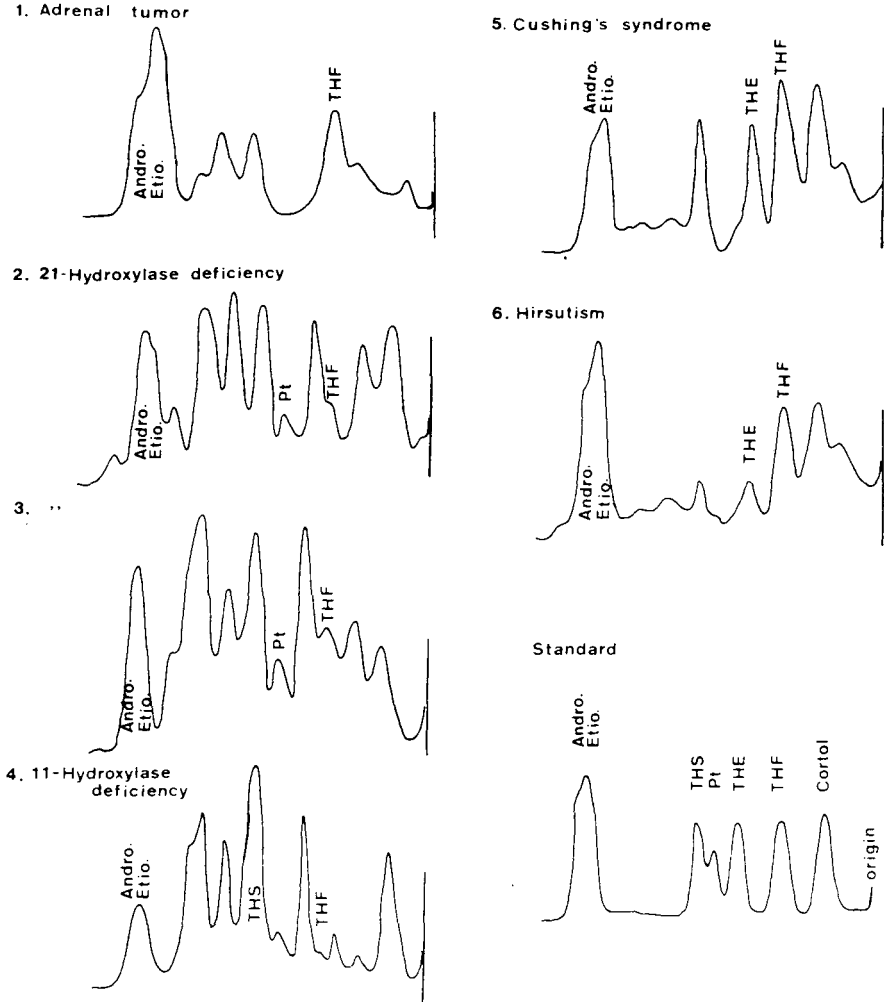 1. Adrenal tumor
Andro.
Etio.
THF
2. 21-Hydroxylase deficiency
Andro.
Etio.
Pt
THF
3. ,,
Andro.
Etio.
Pt
THF
4. 11-Hydroxylase
deficiency
Andro.
Etio.
THS
THF
5. Cushing's syndrome
Andro.
Etio.
THE
THF
6. Hirsutism
Andro.
Etio.
THE
THF
Standard
Andro.
Etio.
THS
Pt
THE
THF
Cortol
origin